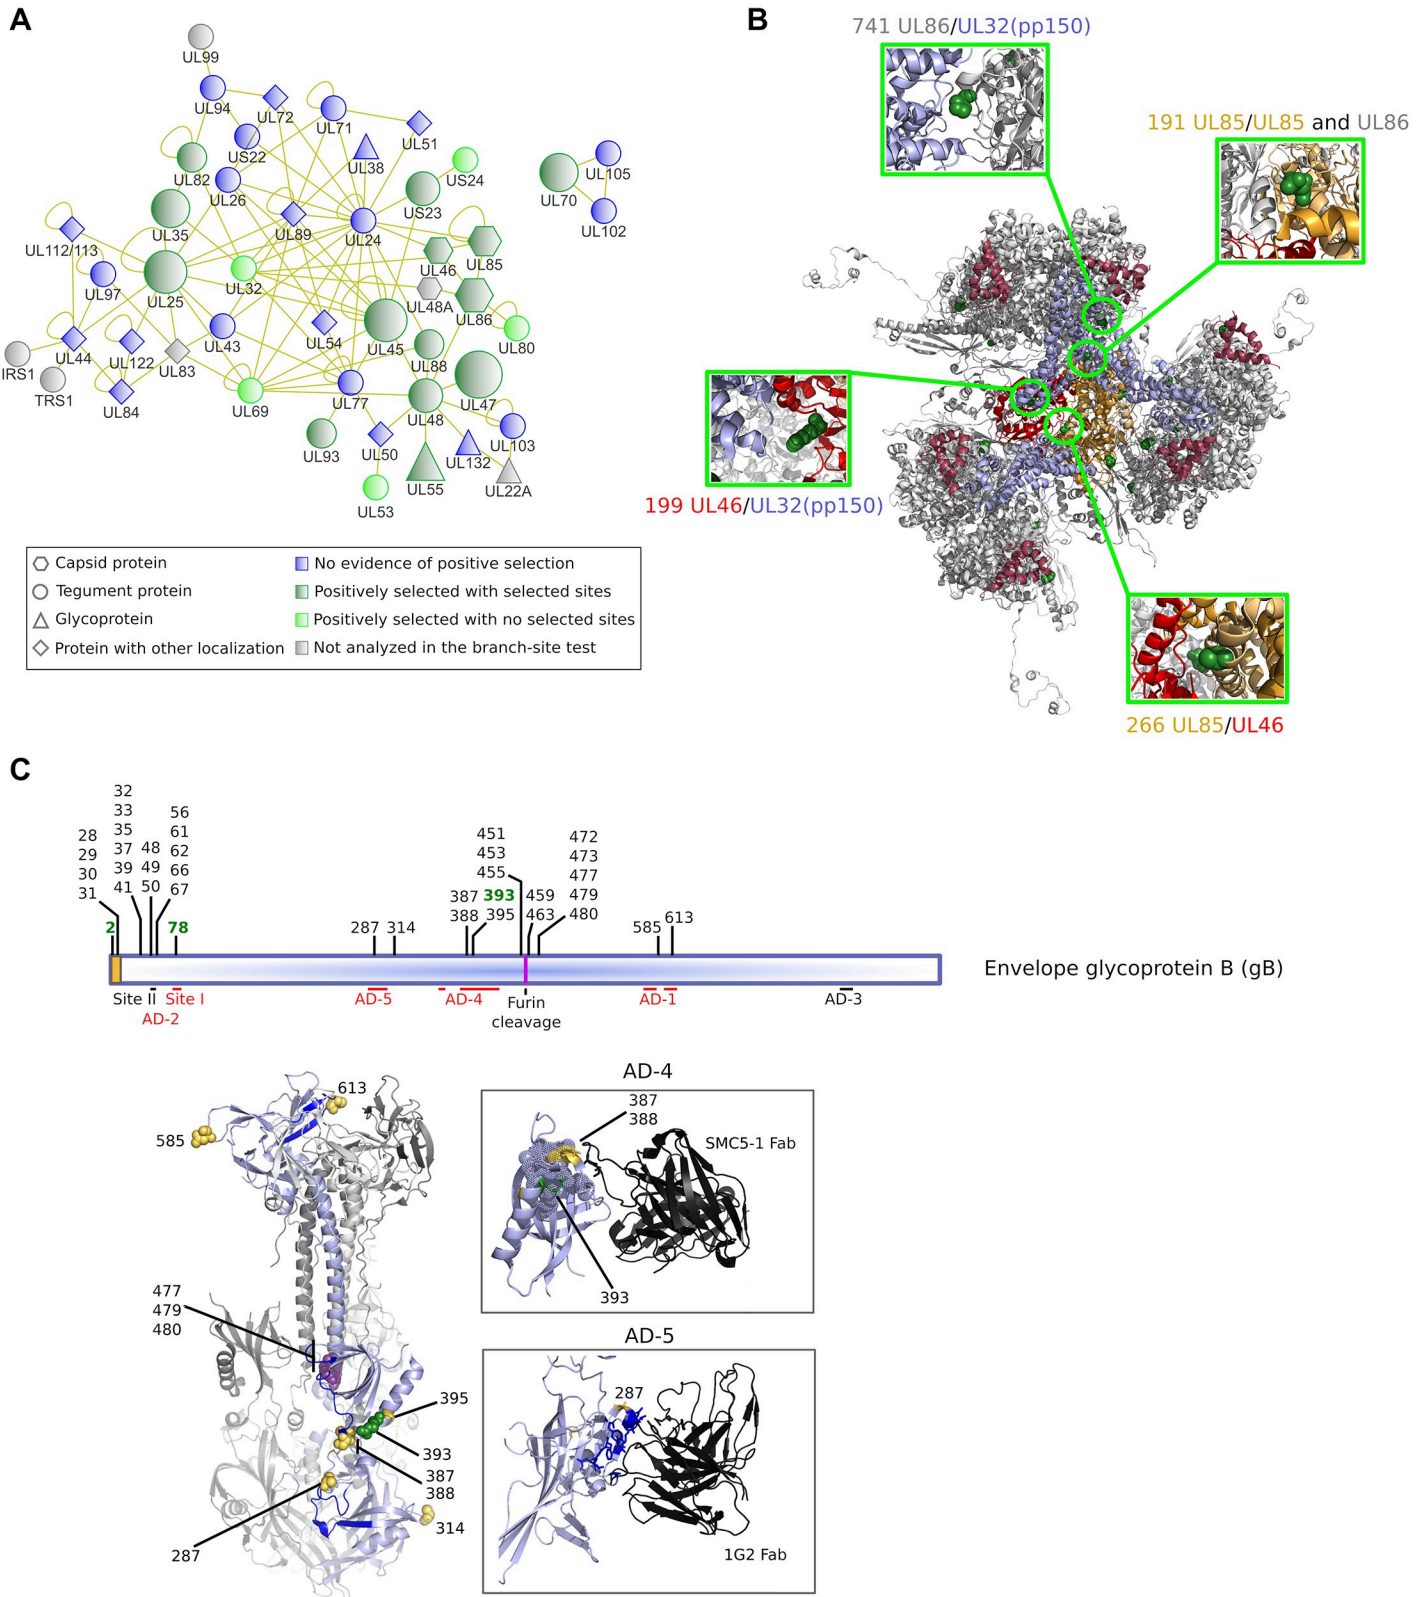 A
UL99
UL94
UL72
UL71
UL51
US22
UL38
UL82
US24
UL26
US23
UL35
UL89
UL24
UL112/113
UL46
UL85
UL97
UL25
UL32
UL48A
UL86
UL44
UL122
UL43
UL54
UL45
UL88
UL80
IRS1
UL83
TRS1
UL84
UL69
UL77
UL48
UL47
UL93
UL50
UL132
UL103
UL55
UL22A
UL53
UL70
UL105
UL102
Capsid protein
Tegument protein
Glycoprotein
Protein with other localization
No evidence of positive selection
Positively selected with selected sites
Positively selected with no selected sites
Not analyzed in the branch-site test
B
741 UL86/UL32(pp150)
191 UL85/UL85 and UL86
199 UL46/UL32(pp150)
266 UL85/UL46
C
28
29
30
31
32
33
35
37
39
41
48
49
50
56
61
62
66
67
2
78
287
314
387
388
393
395
451
453
455
459
463
472
473
477
479
480
585
613
Envelope glycoprotein B (gB)
Site II
Site I
AD-2
AD-5
AD-4
Furin
cleavage
AD-1
AD-3
613
585
477
479
480
395
393
387
388
314
287
AD-4
387
388
SMC5-1 Fab
393
AD-5
287
1G2 Fab